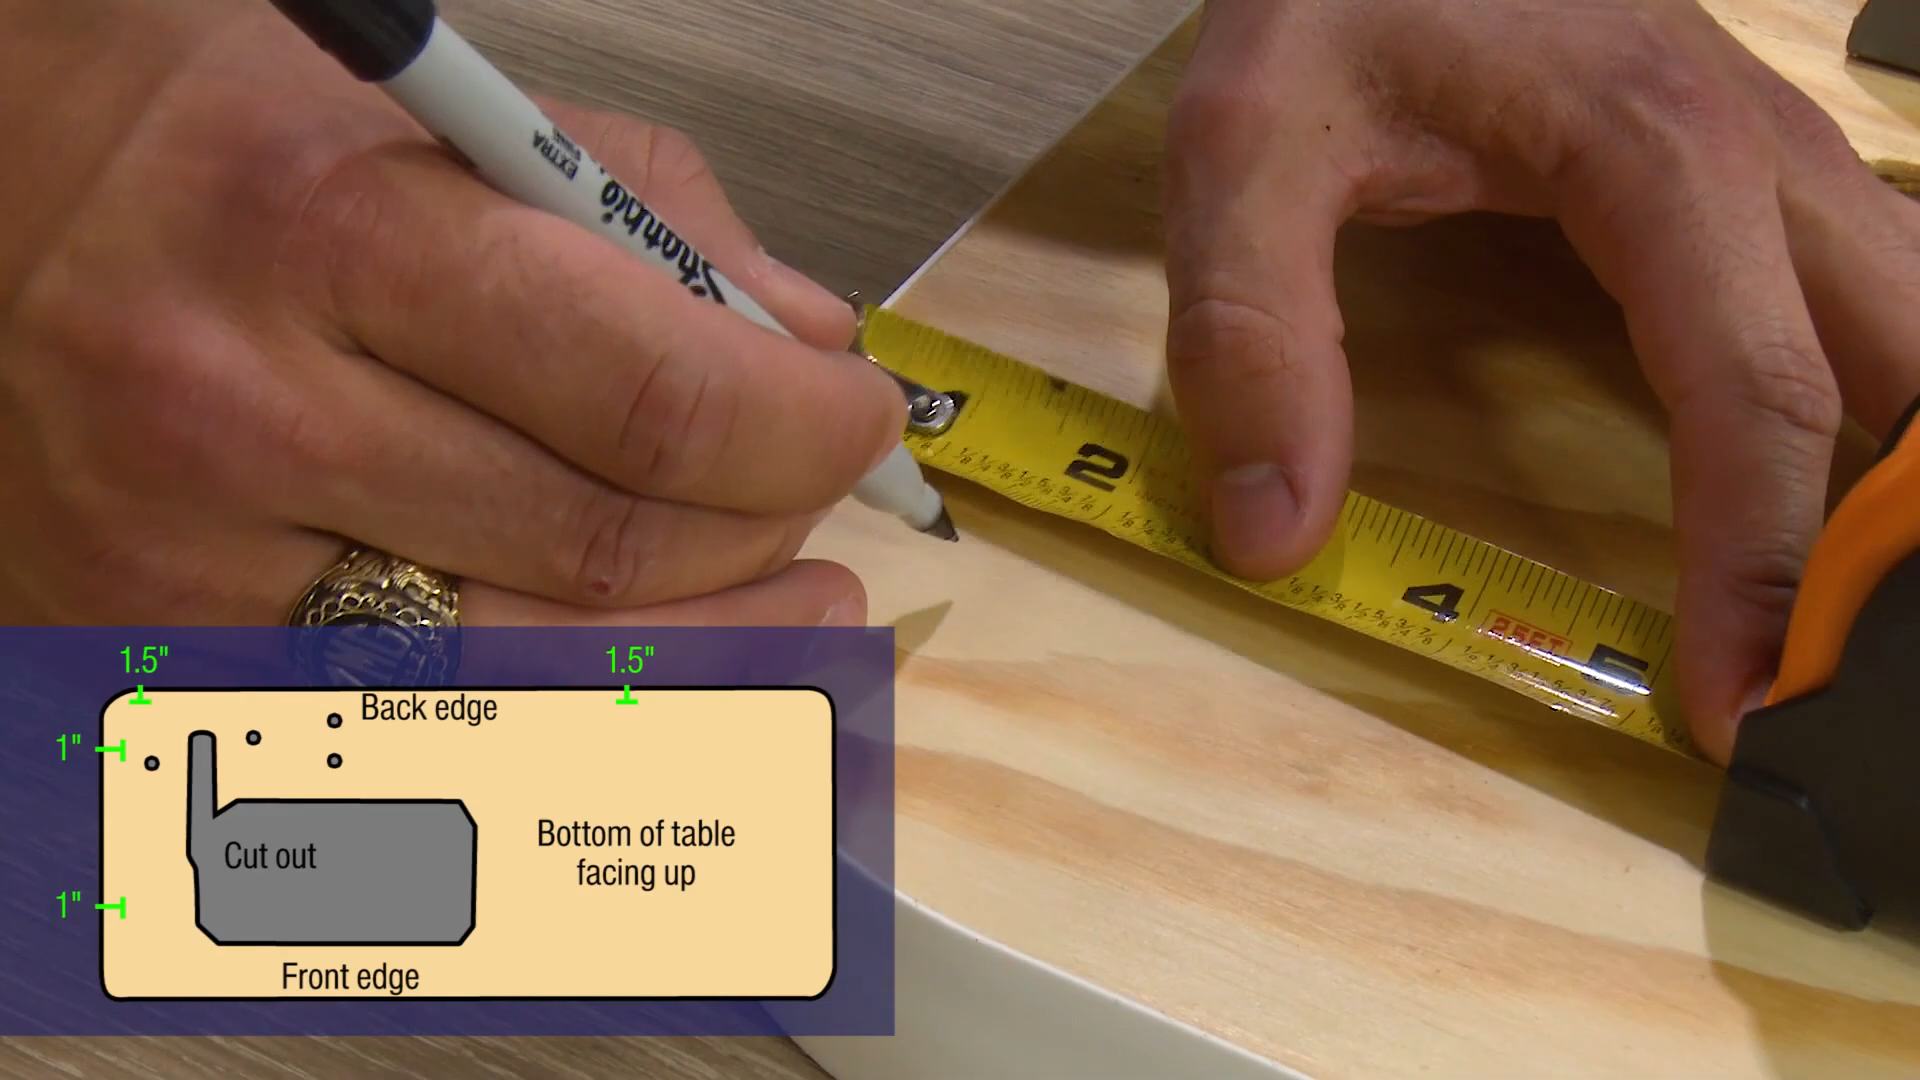 EXTRA
Sharpie
2
4
25FT
5
1.5"
1.5"
Back edge
1"
Cut out
Bottom of table
facing up
1"
Front edge